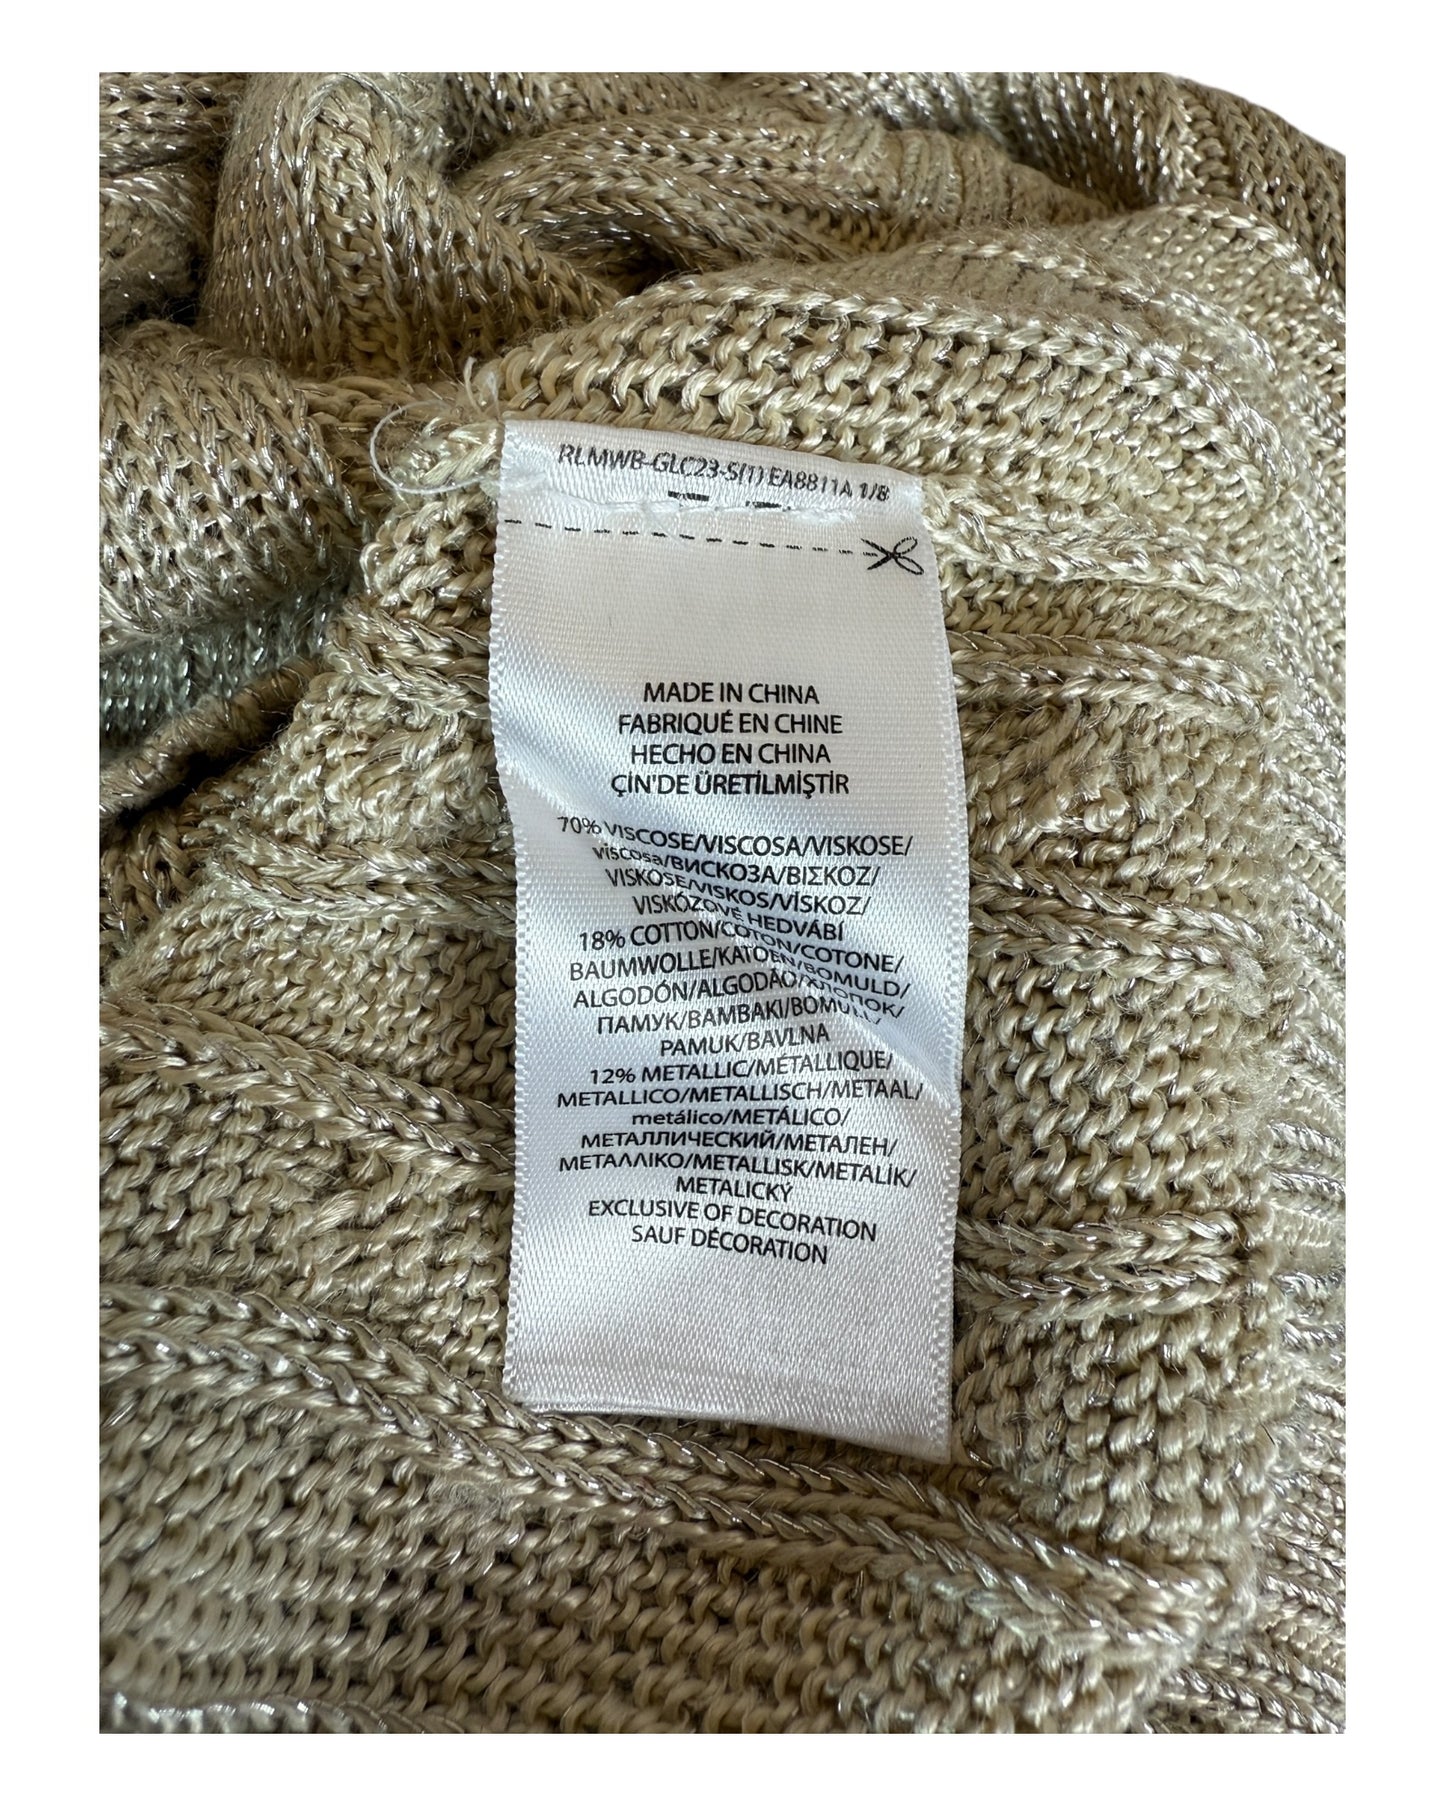 RLMWB-GLC23-S(1) EA8811A 1/8
MADE IN CHINA
FABRIQUÉ EN CHINE
HECHO EN CHINA
ÇİN'DE ÜRETİLMİŞTİR
70% VISCOSE/VISCOSA/VISKOSE/
viscosa/ВИСКОЗА/ΒΙΣΚΟΖ/
VISKOSE/VISKOS/VİSKOZ/
VISKÓZOVÉ HEDVÁBÍ
18% COTTON/COTON/COTONE/
BAUMWOLLE/KATOEN/BOMULD/
ALGODÓN/ALGODÃO/ХЛОПОК/
ПАМУК/ΒΑΜΒΑΚΙ/BOMULL/
PAMUK/BAVLNA
12% METALLIC/METALLIQUE/
METALLICO/METALLISCH/METAAL/
metálico/METÁLICO/
МЕТАЛЛИЧЕСКИЙ/МЕТАЛЕН/
ΜΕΤΑΛΛΙΚΟ/METALLISK/METALİK/
METALICKÝ
EXCLUSIVE OF DECORATION
SAUF DÉCORATION